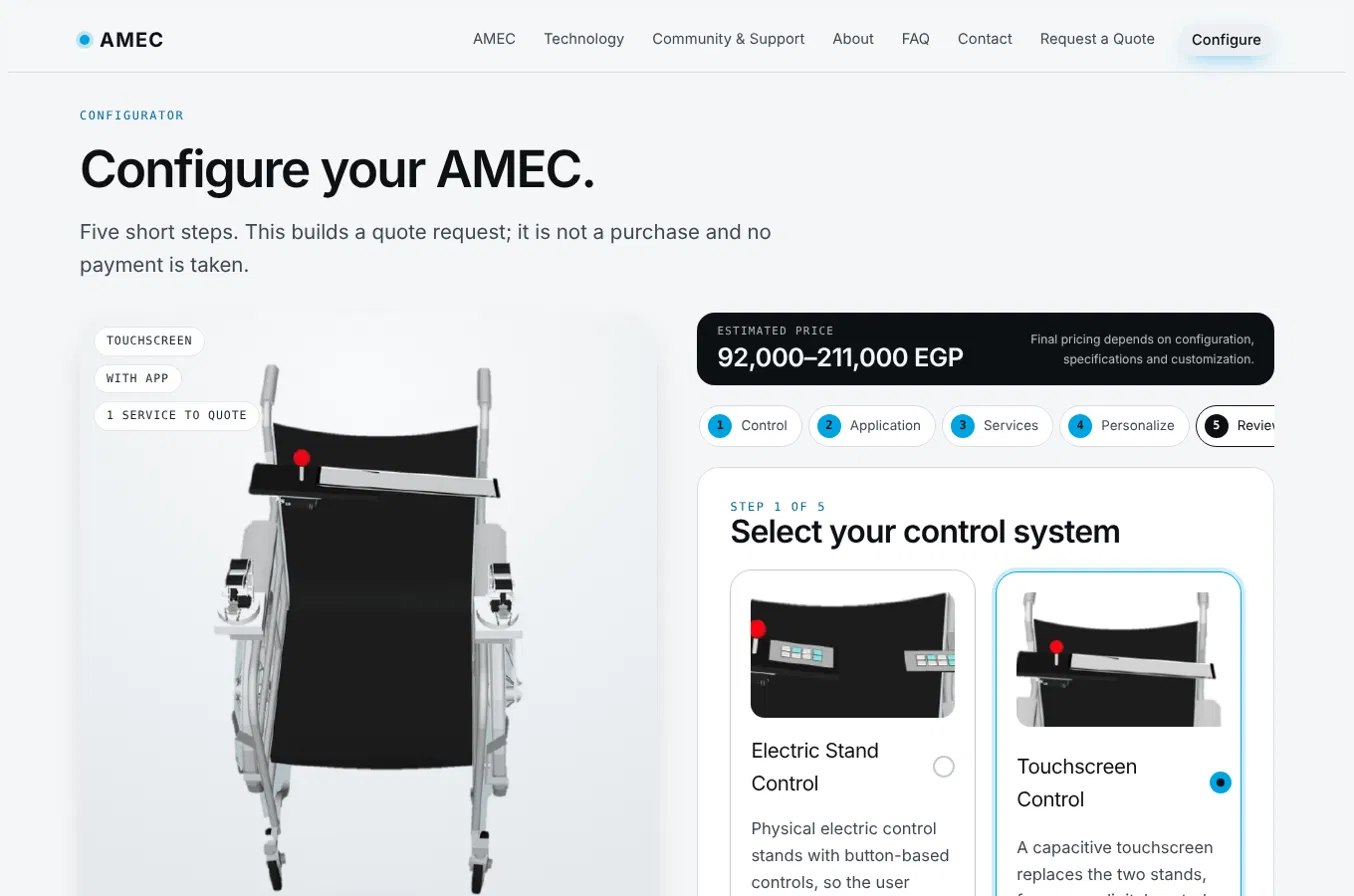 AMEC
AMEC Technology Community & Support About FAQ Contact Request a Quote Configure
CONFIGURATOR
Configure your AMEC.
Five short steps. This builds a quote request; it is not a purchase and no
payment is taken.
TOUCHSCREEN
WITH APP
1 SERVICE TO QUOTE
ESTIMATED PRICE
92,000–211,000 EGP
Final pricing depends on configuration,
specifications and customization.
1 Control 2 Application 3 Services 4 Personalize 5
STEP 1 OF 5
Select your control system
Electric Stand
Control
Physical electric control
stands with button-based
controls, so the user
Touchscreen
Control
A capacitive touchscreen
replaces the two stands,